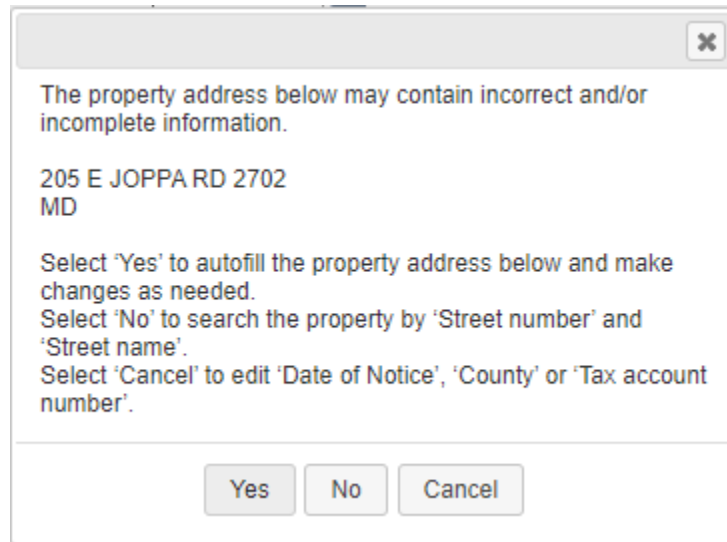 The property address below may contain incorrect and/or
incomplete information.
205 E JOPPA RD 2702
MD
Select ‘Yes’ to autofill the property address below and make
changes as needed.
Select ‘No’ to search the property by ‘Street number’ and
‘Street name’.
Select ‘Cancel’ to edit ‘Date of Notice’, ‘County’ or ‘Tax account
number’.
Yes No Cancel